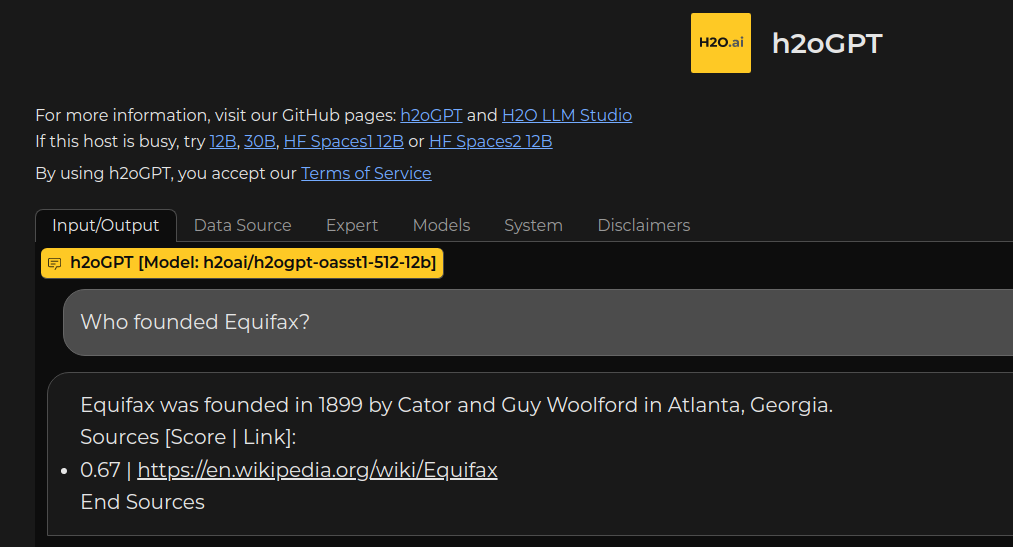 H2O.ai h2oGPT
For more information, visit our GitHub pages: h2oGPT and H2O LLM Studio
If this host is busy, try 12B, 30B, HF Spaces1 12B or HF Spaces2 12B
By using h2oGPT, you accept our Terms of Service
Input/Output Data Source Expert Models System Disclaimers
h2oGPT [Model: h2oai/h2ogpt-oasst1-512-12b]
Who founded Equifax?
Equifax was founded in 1899 by Cator and Guy Woolford in Atlanta, Georgia.
Sources [Score | Link]:
• 0.67 | https://en.wikipedia.org/wiki/Equifax
End Sources